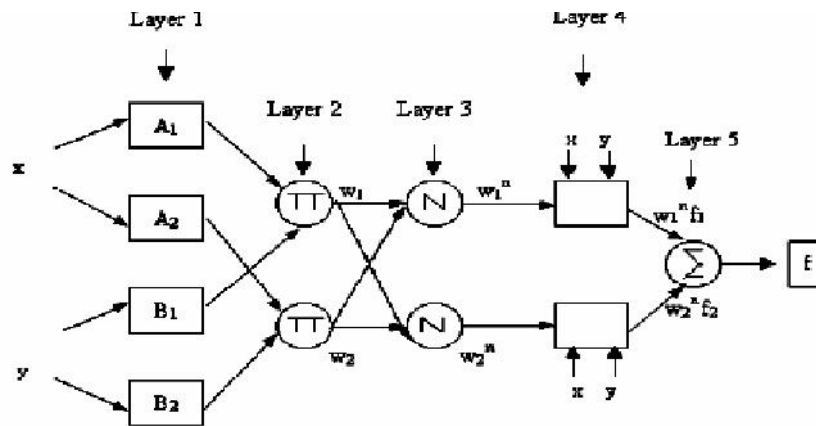 Layer 1
Layer 4
Layer 2
Layer 3
Layer 5
x
y
A₁
A₂
B₁
B₂
∏
∏
w₁
w₂
N
N
w₁ⁿ
w₂ⁿ
x y
x y
w₁ⁿf₁
w₂ⁿf₂
Σ